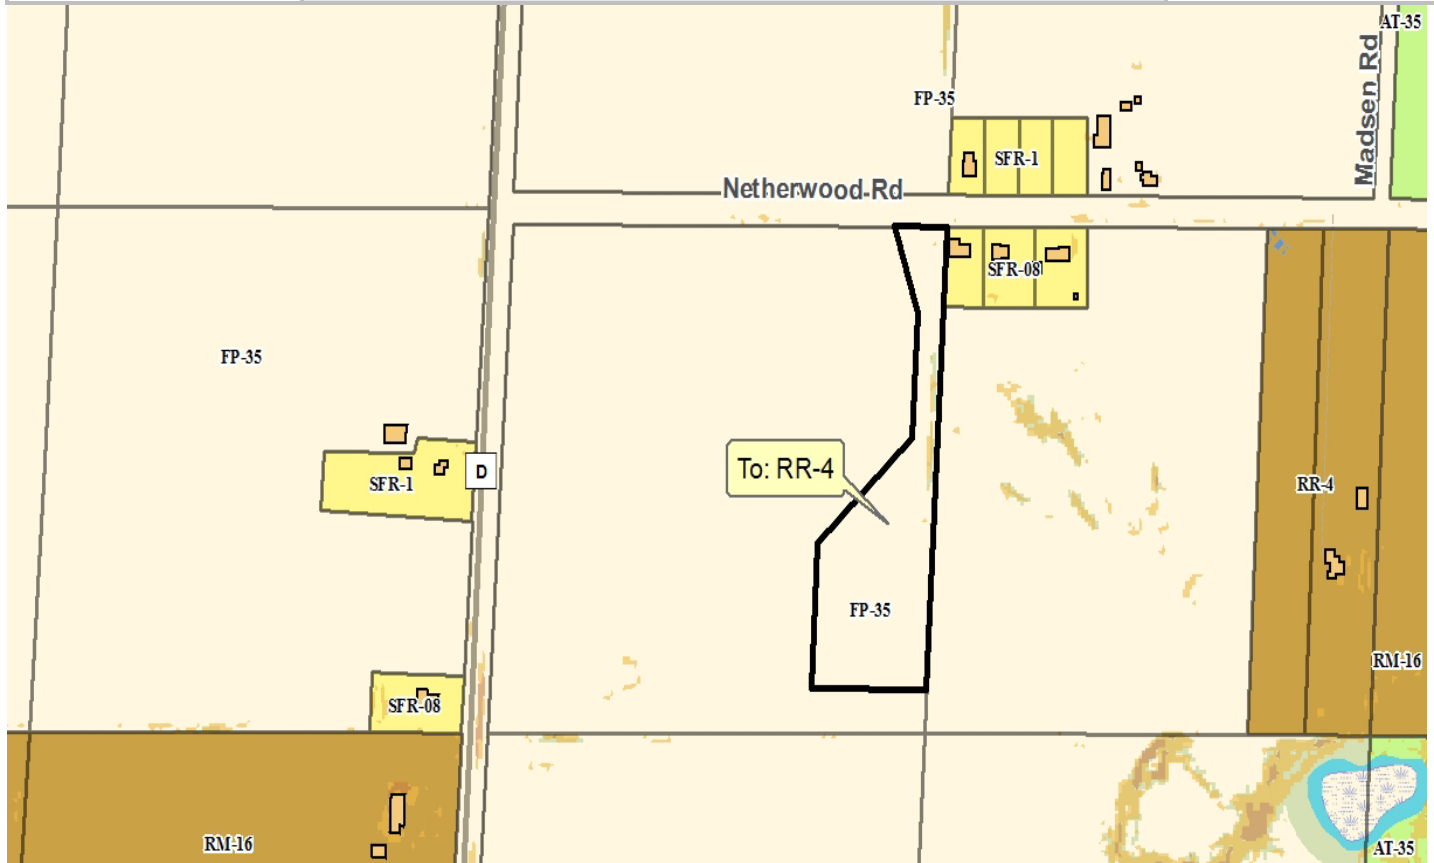 AT-35
Madsen Rd
FP-35
SFR-1
Netherwood Rd
SFR-08
FP-35
To: RR-4
D
SFR-1
RR-4
FP-35
RM-16
SFR-08
RM-16
AT-35